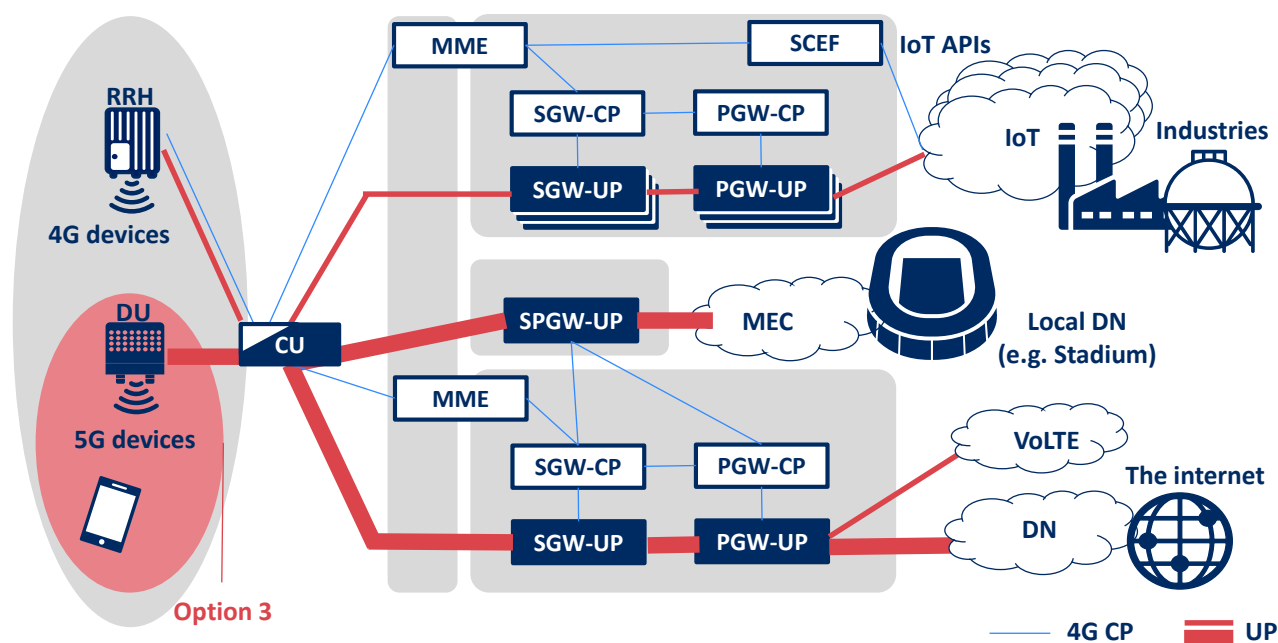 MME
SCEF
IoT APIs
RRH
SGW-CP
PGW-CP
IoT
Industries
SGW-UP
PGW-UP
4G devices
DU
CU
SPGW-UP
MEC
Local DN
(e.g. Stadium)
MME
5G devices
VoLTE
SGW-CP
PGW-CP
The internet
SGW-UP
PGW-UP
DN
Option 3
4G CP
UP